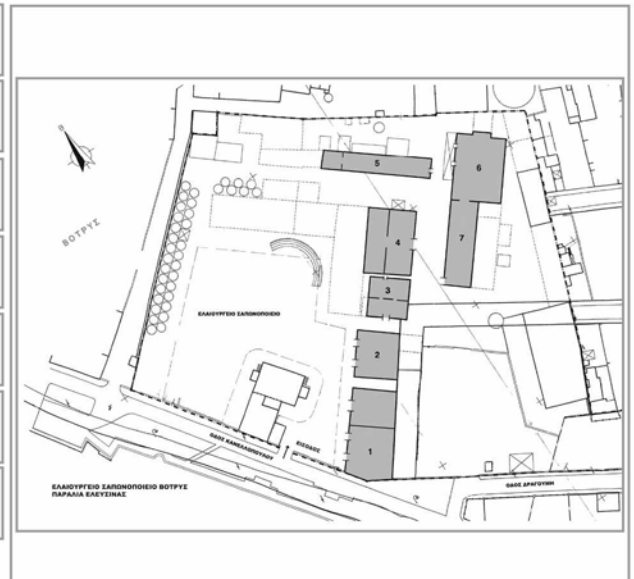 5
6
ΒΟΤΡΥΣ
4
7
3
ΕΛΑΙΟΥΡΓΕΙΟ ΣΑΠΩΝΟΠΟΙΕΙΟ
2
ΟΔΟΣ ΚΑΝΕΛΛΟΠΟΥΛΟΥ
ΕΙΣΟΔΟΣ
1
ΟΔΟΣ ΔΡΑΓΟΥΜΗ
ΕΛΑΙΟΥΡΓΕΙΟ ΣΑΠΩΝΟΠΟΙΕΙΟ ΒΟΤΡΥΣ
ΠΑΡΑΛΙΑ ΕΛΕΥΣΙΝΑΣ